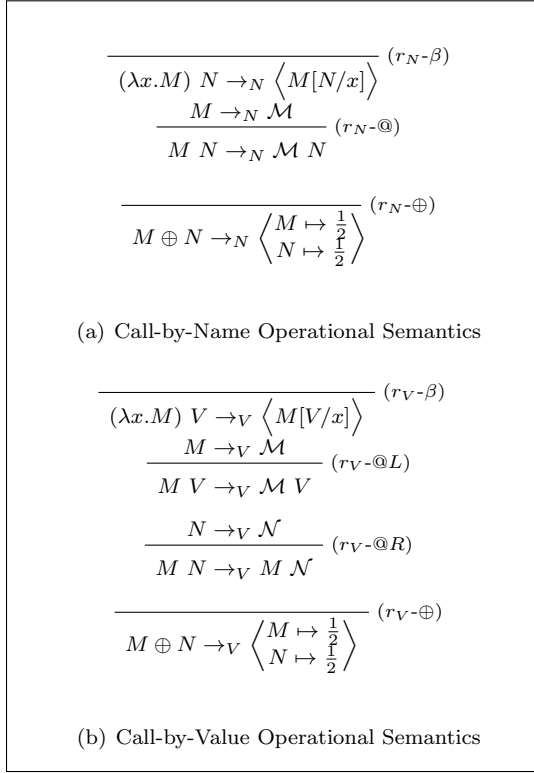 (r_N-β)
(λx.M) N →_N ⟨M[N/x]⟩
M →_N ℳ
(r_N-@)
M N →_N ℳ N
(r_N-⊕)
M ⊕ N →_N ⟨M ↦ 1/2
N ↦ 1/2⟩
(a) Call-by-Name Operational Semantics
(r_V-β)
(λx.M) V →_V ⟨M[V/x]⟩
M →_V ℳ
(r_V-@L)
M V →_V ℳ V
N →_V 𝒩
(r_V-@R)
M N →_V M 𝒩
(r_V-⊕)
M ⊕ N →_V ⟨M ↦ 1/2
N ↦ 1/2⟩
(b) Call-by-Value Operational Semantics